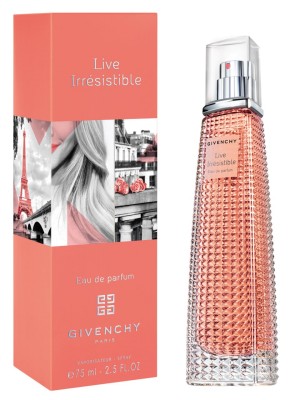 Live
Irrésistible
Eau de parfum
GIVENCHY
PARIS
℮ 75 ml - 2.5 Fl.Oz
GIVENCHY
Live
Irrésistible
Eau de parfum